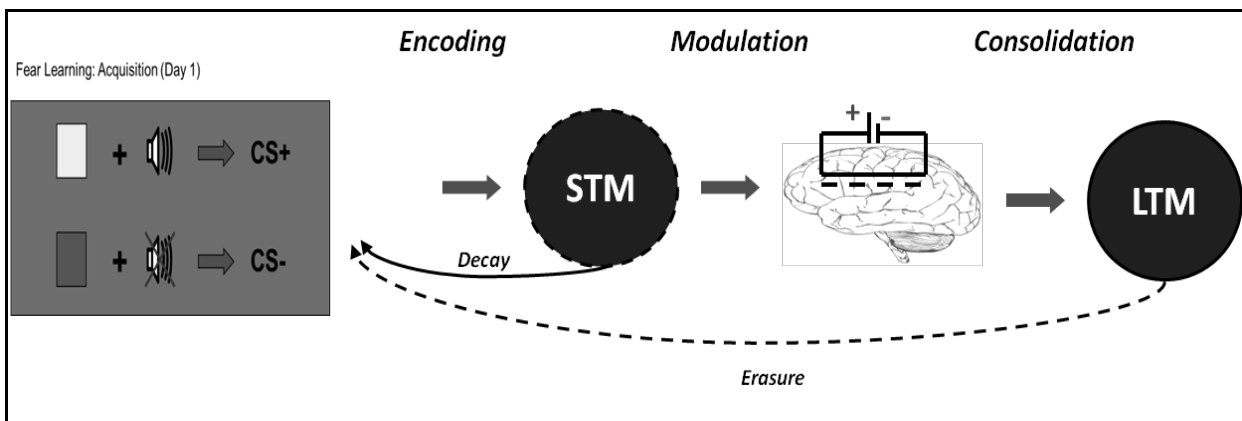 Encoding Modulation Consolidation
Fear Learning: Acquisition (Day 1)
+ CS+
+ -
STM
LTM
+ CS-
Decay
Erasure